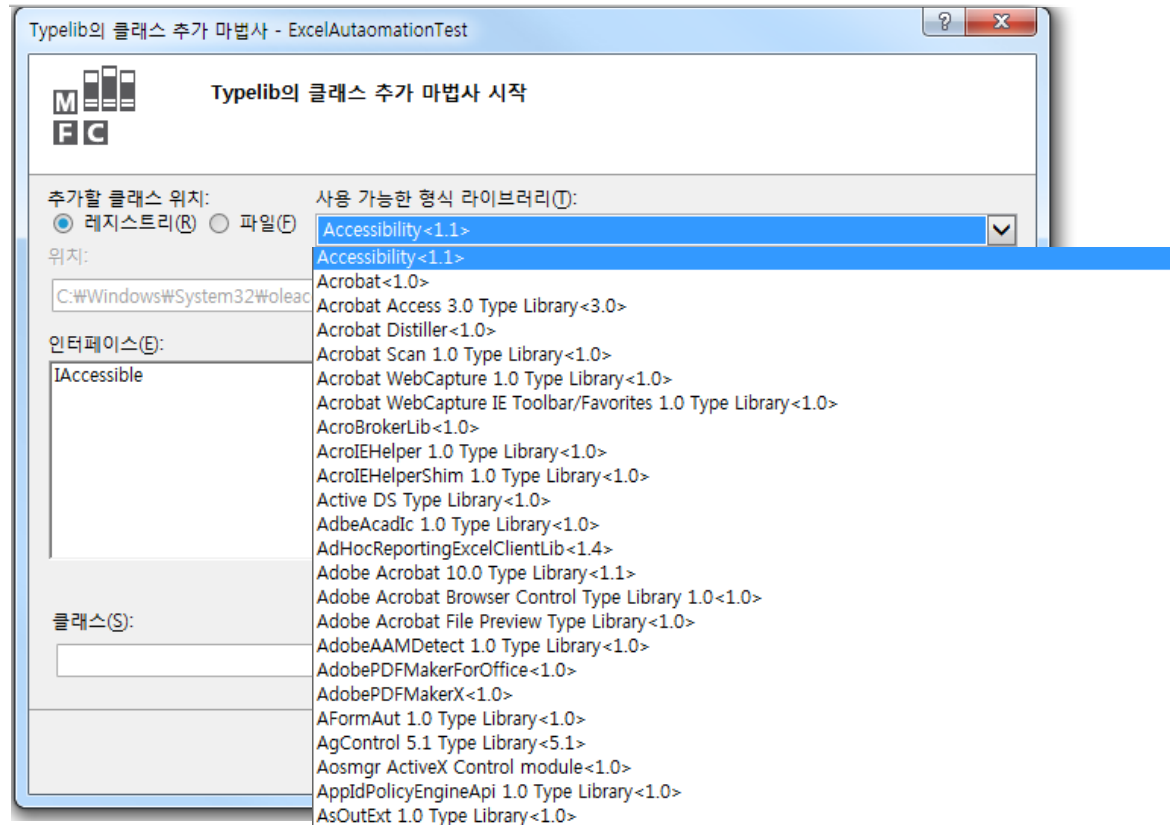 Typelib의 클래스 추가 마법사 - ExcelAutaomationTest
MFC
Typelib의 클래스 추가 마법사 시작
추가할 클래스 위치:
레지스트리(R) 파일(F)
사용 가능한 형식 라이브러리(T):
Accessibility<1.1>
위치:
C:₩Windows₩System32₩oleac
인터페이스(E):
IAccessible
클래스(S):
Accessibility<1.1>
Acrobat<1.0>
Acrobat Access 3.0 Type Library<3.0>
Acrobat Distiller<1.0>
Acrobat Scan 1.0 Type Library<1.0>
Acrobat WebCapture 1.0 Type Library<1.0>
Acrobat WebCapture IE Toolbar/Favorites 1.0 Type Library<1.0>
AcroBrokerLib<1.0>
AcroIEHelper 1.0 Type Library<1.0>
AcroIEHelperShim 1.0 Type Library<1.0>
Active DS Type Library<1.0>
AdbeAcadIc 1.0 Type Library<1.0>
AdHocReportingExcelClientLib<1.4>
Adobe Acrobat 10.0 Type Library<1.1>
Adobe Acrobat Browser Control Type Library 1.0<1.0>
Adobe Acrobat File Preview Type Library<1.0>
AdobeAAMDetect 1.0 Type Library<1.0>
AdobePDFMakerForOffice<1.0>
AdobePDFMakerX<1.0>
AFormAut 1.0 Type Library<1.0>
AgControl 5.1 Type Library<5.1>
Aosmgr ActiveX Control module<1.0>
AppIdPolicyEngineApi 1.0 Type Library<1.0>
AsOutExt 1.0 Type Library<1.0>